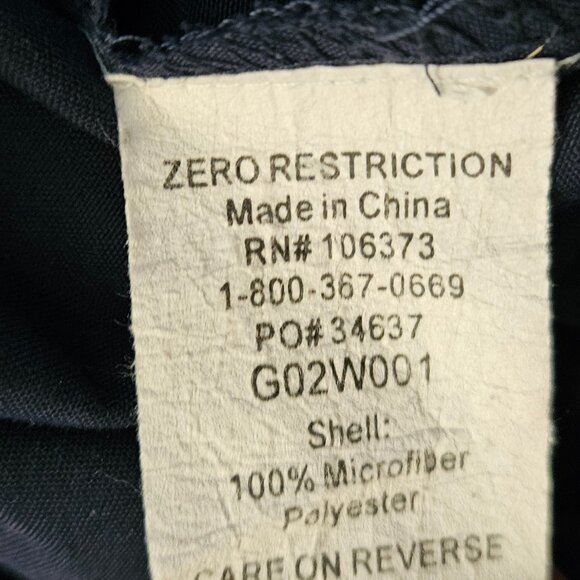 ZERO RESTRICTION
Made in China
RN# 106373
1-800-367-0669
PO# 34637
G02W001
Shell:
100% Microfiber
Polyester
CARE ON REVERSE